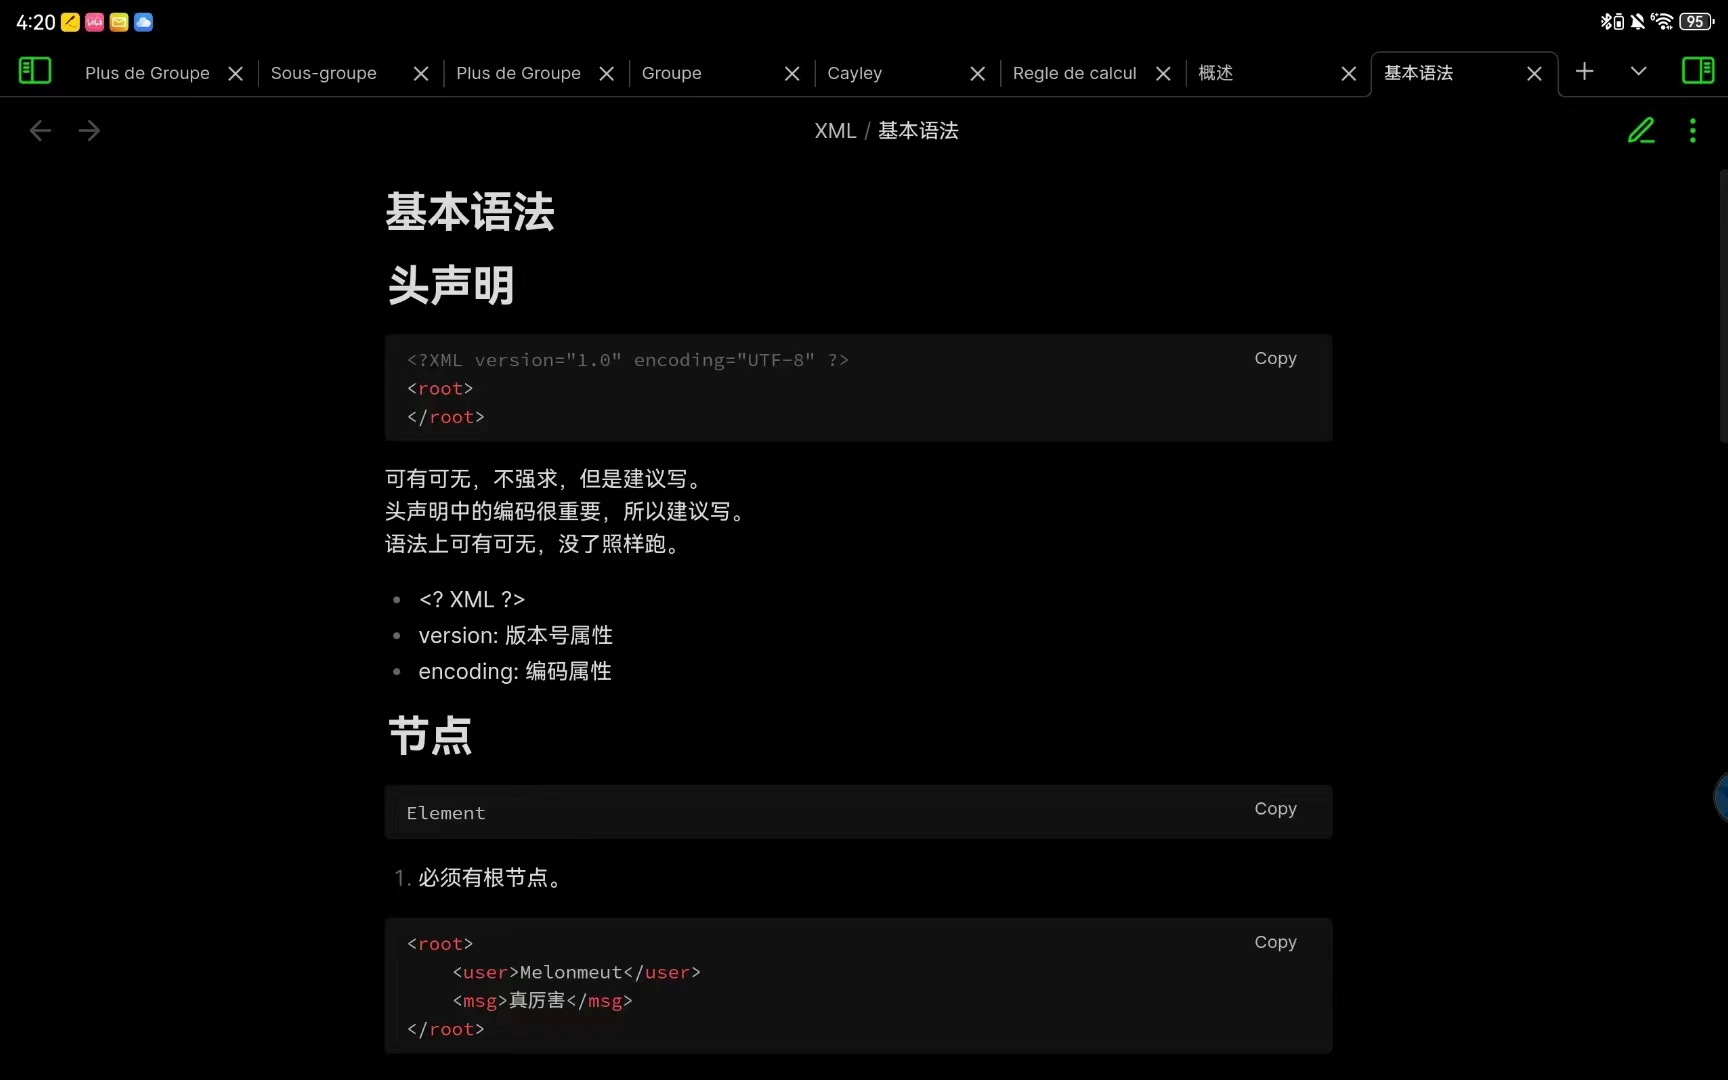 4:20
95
Plus de Groupe
Sous-groupe
Plus de Groupe
Groupe
Cayley
Regle de calcul
概述
基本语法
XML / 基本语法
基本语法
头声明
<?XML version="1.0" encoding="UTF-8" ?>
Copy
<root>
</root>
可有可无，不强求，但是建议写。
头声明中的编码很重要，所以建议写。
语法上可有可无，没了照样跑。
• <? XML ?>
• version: 版本号属性
• encoding: 编码属性
节点
Element
Copy
1. 必须有根节点。
<root>
Copy
<user>Melonmeut</user>
<msg>真厉害</msg>
</root>